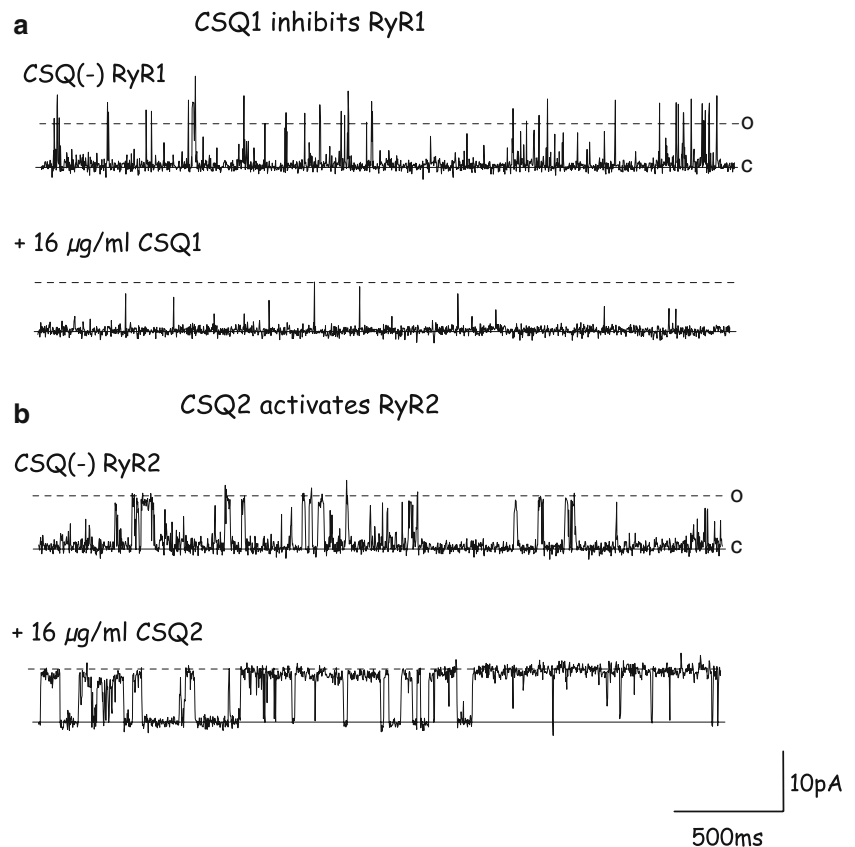 a
CSQ1 inhibits RyR1
CSQ(-) RyR1
O
C
+ 16 µg/ml CSQ1
b
CSQ2 activates RyR2
CSQ(-) RyR2
O
C
+ 16 µg/ml CSQ2
10pA
500ms